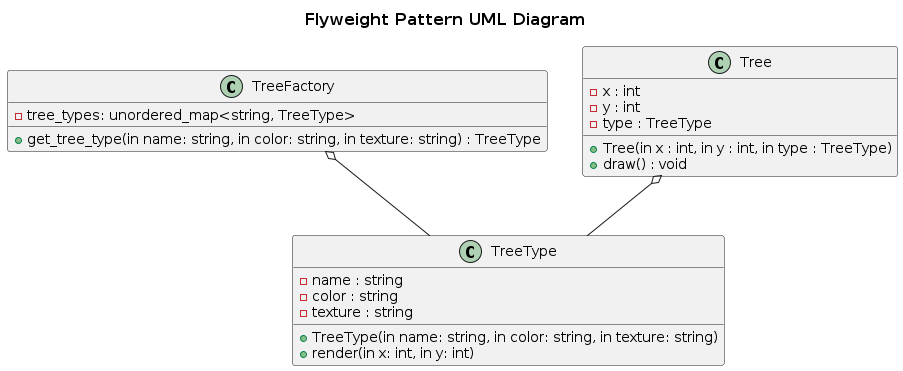 Flyweight Pattern UML Diagram
C TreeFactory
tree_types: unordered_map<string, TreeType>
get_tree_type(in name: string, in color: string, in texture: string) : TreeType
C Tree
x : int
y : int
type : TreeType
Tree(in x : int, in y : int, in type : TreeType)
draw() : void
C TreeType
name : string
color : string
texture : string
TreeType(in name: string, in color: string, in texture: string)
render(in x: int, in y: int)